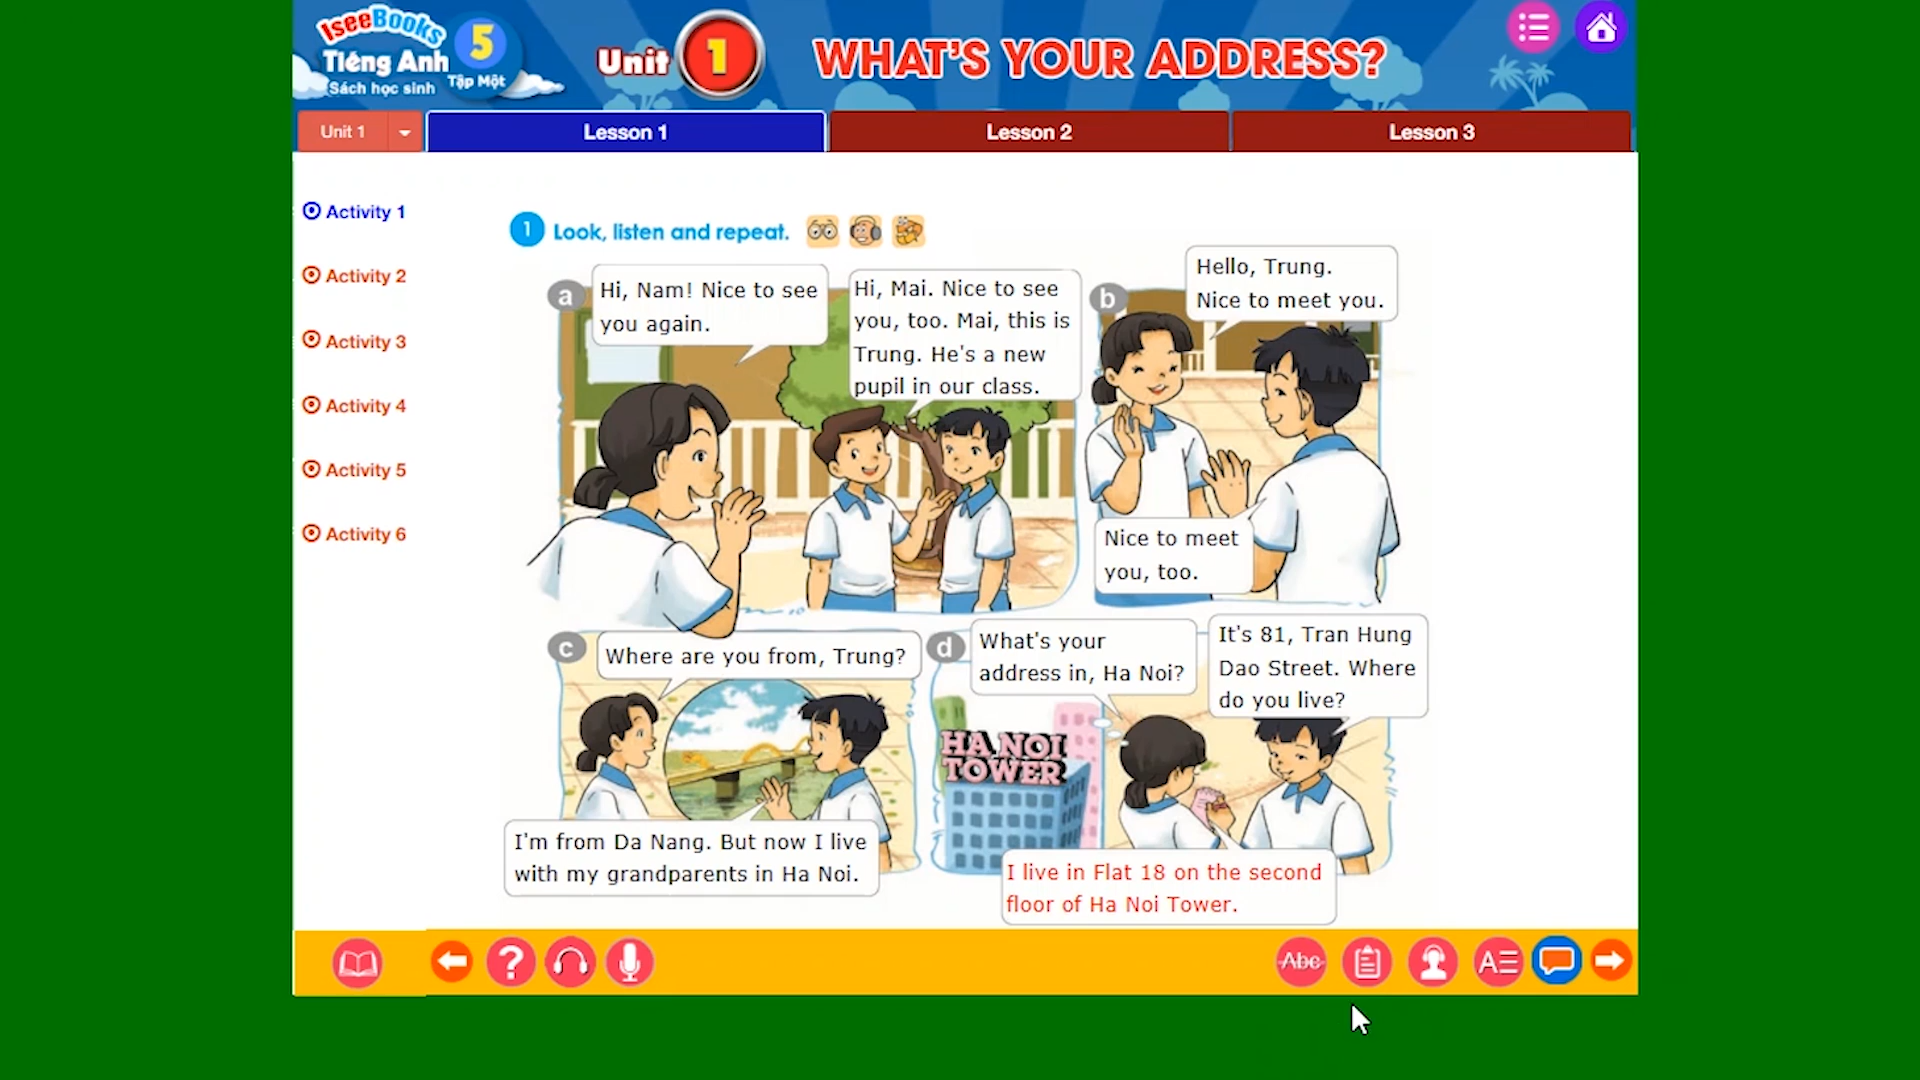 IseeBooks
Tiếng Anh 5
Sách học sinh Tập Một
Unit 1
WHAT'S YOUR ADDRESS?
Unit 1
Lesson 1
Lesson 2
Lesson 3
Activity 1
Activity 2
Activity 3
Activity 4
Activity 5
Activity 6
1 Look, listen and repeat.
a
Hi, Nam! Nice to see
you again.
Hi, Mai. Nice to see
you, too. Mai, this is
Trung. He's a new
pupil in our class.
b
Hello, Trung.
Nice to meet you.
Nice to meet
you, too.
c
Where are you from, Trung?
I'm from Da Nang. But now I live
with my grandparents in Ha Noi.
d
What's your
address in, Ha Noi?
It's 81, Tran Hung
Dao Street. Where
do you live?
HA NOI
TOWER
I live in Flat 18 on the second
floor of Ha Noi Tower.
?
Abc
A